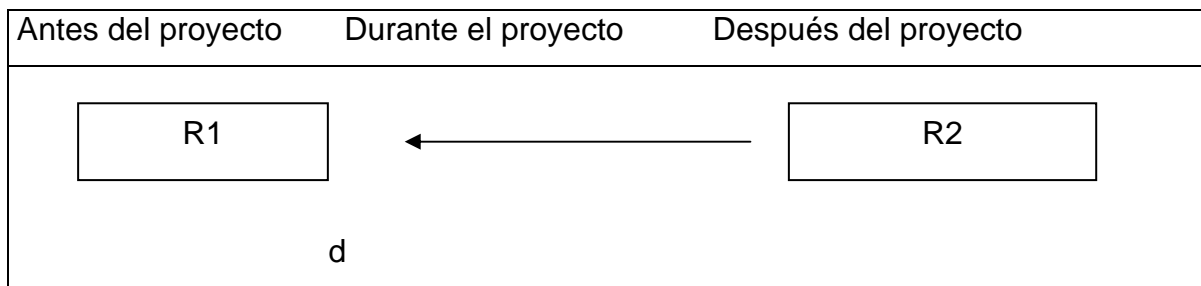 Antes del proyecto Durante el proyecto Después del proyecto
R1 R2
d